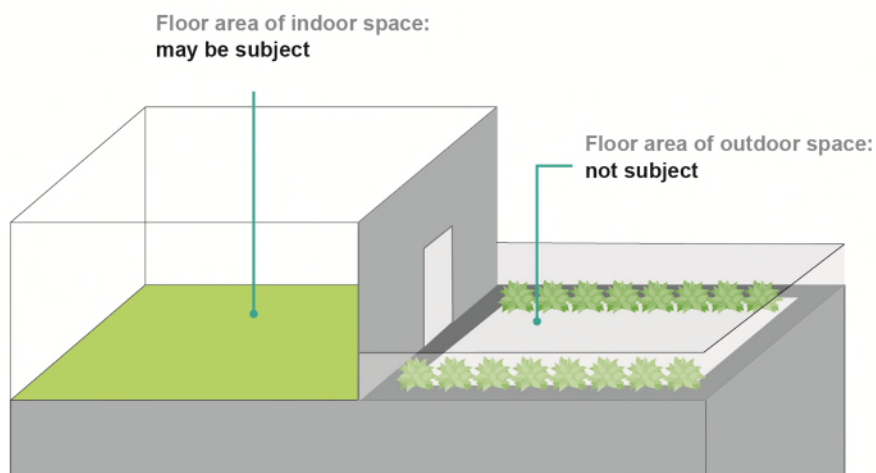 Floor area of indoor space:
may be subject
Floor area of outdoor space:
not subject